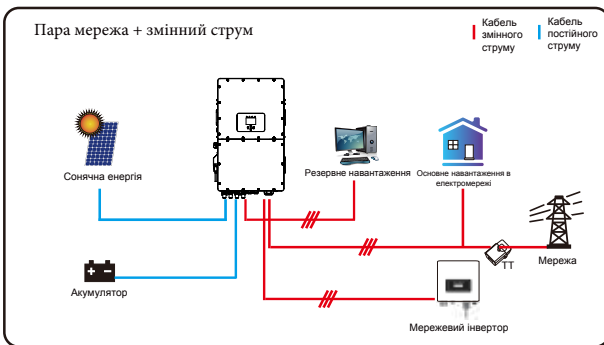 Пара мережа + змінний струм
Кабель
змінного
струму
Кабель
постійного
струму
Сонячна енергія
Резервне навантаження
Основне навантаження в
електромережі
ТТ
Мережа
Акумулятор
Мережевий інвертор